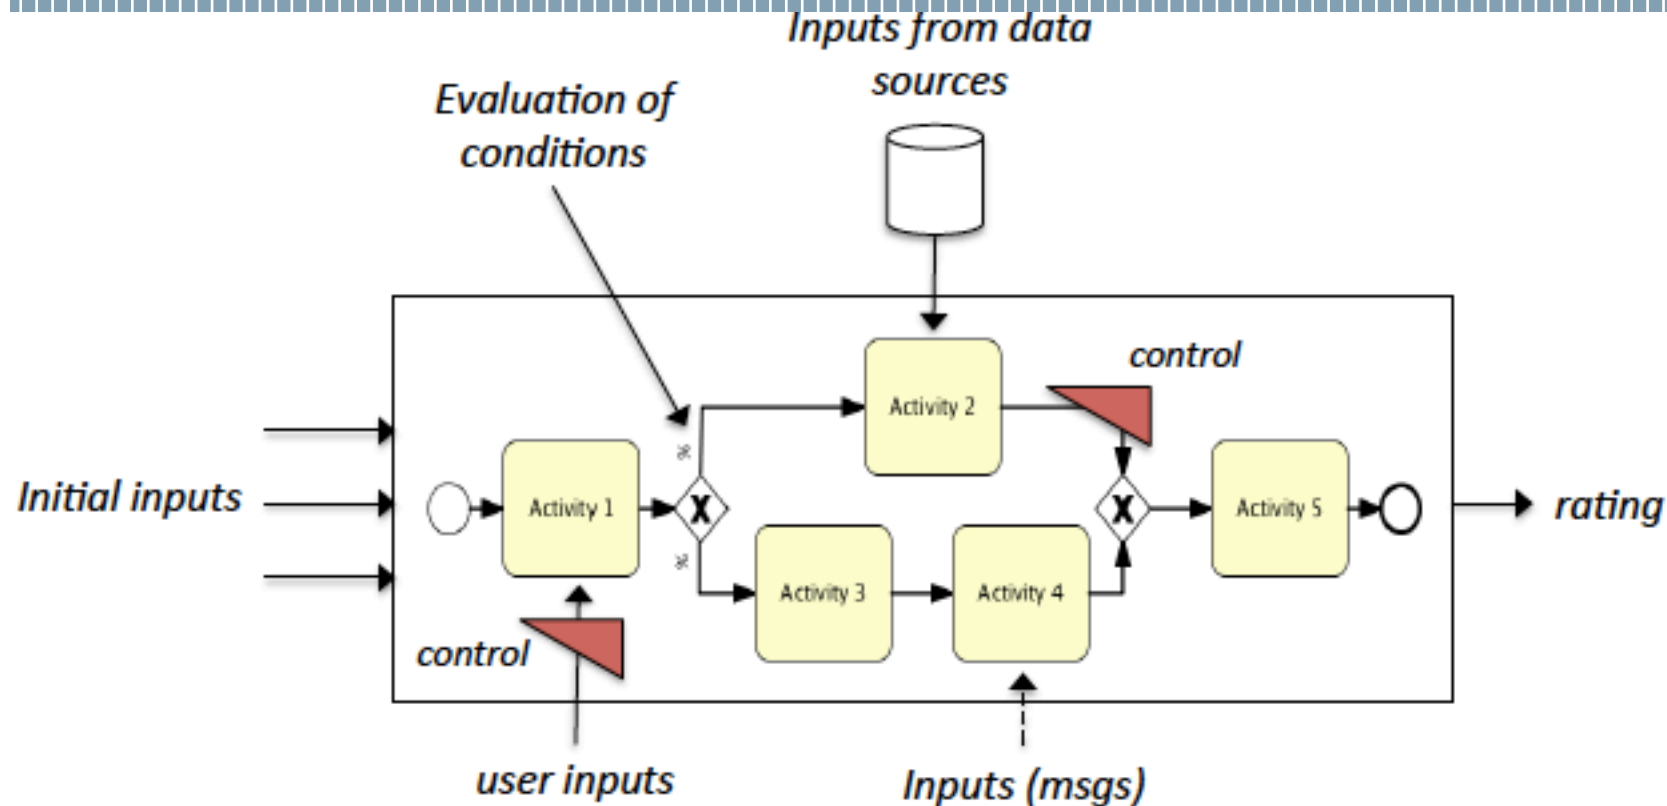 Inputs from data
sources
Evaluation of
conditions
control
Activity 2
Initial inputs
%
Activity 1
X
X
Activity 5
rating
%
Activity 3
Activity 4
control
user inputs
Inputs (msgs)